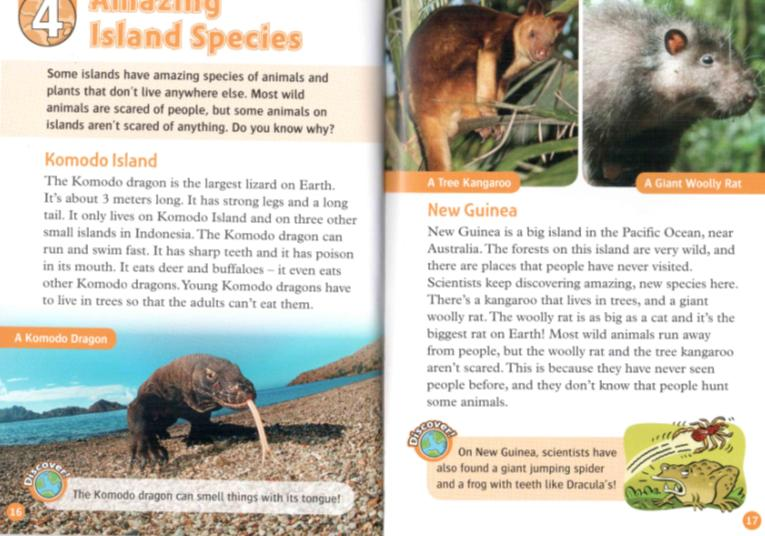 4
Amazing
Island Species
Some islands have amazing species of animals and
plants that don't live anywhere else. Most wild
animals are scared of people, but some animals on
islands aren't scared of anything. Do you know why?
Komodo Island
The Komodo dragon is the largest lizard on Earth.
It's about 3 meters long. It has strong legs and a long
tail. It only lives on Komodo Island and on three other
small islands in Indonesia. The Komodo dragon can
run and swim fast. It has sharp teeth and it has poison
in its mouth. It eats deer and buffaloes – it even eats
other Komodo dragons. Young Komodo dragons have
to live in trees so that the adults can't eat them.
A Komodo Dragon
Discover!
The Komodo dragon can smell things with its tongue!
16
A Tree Kangaroo
A Giant Woolly Rat
New Guinea
New Guinea is a big island in the Pacific Ocean, near
Australia. The forests on this island are very wild, and
there are places that people have never visited.
Scientists keep discovering amazing, new species here.
There's a kangaroo that lives in trees, and a giant
woolly rat. The woolly rat is as big as a cat and it's the
biggest rat on Earth! Most wild animals run away
from people, but the woolly rat and the tree kangaroo
aren't scared. This is because they have never seen
people before, and they don't know that people hunt
some animals.
Discover!
On New Guinea, scientists have
also found a giant jumping spider
and a frog with teeth like Dracula's!
17